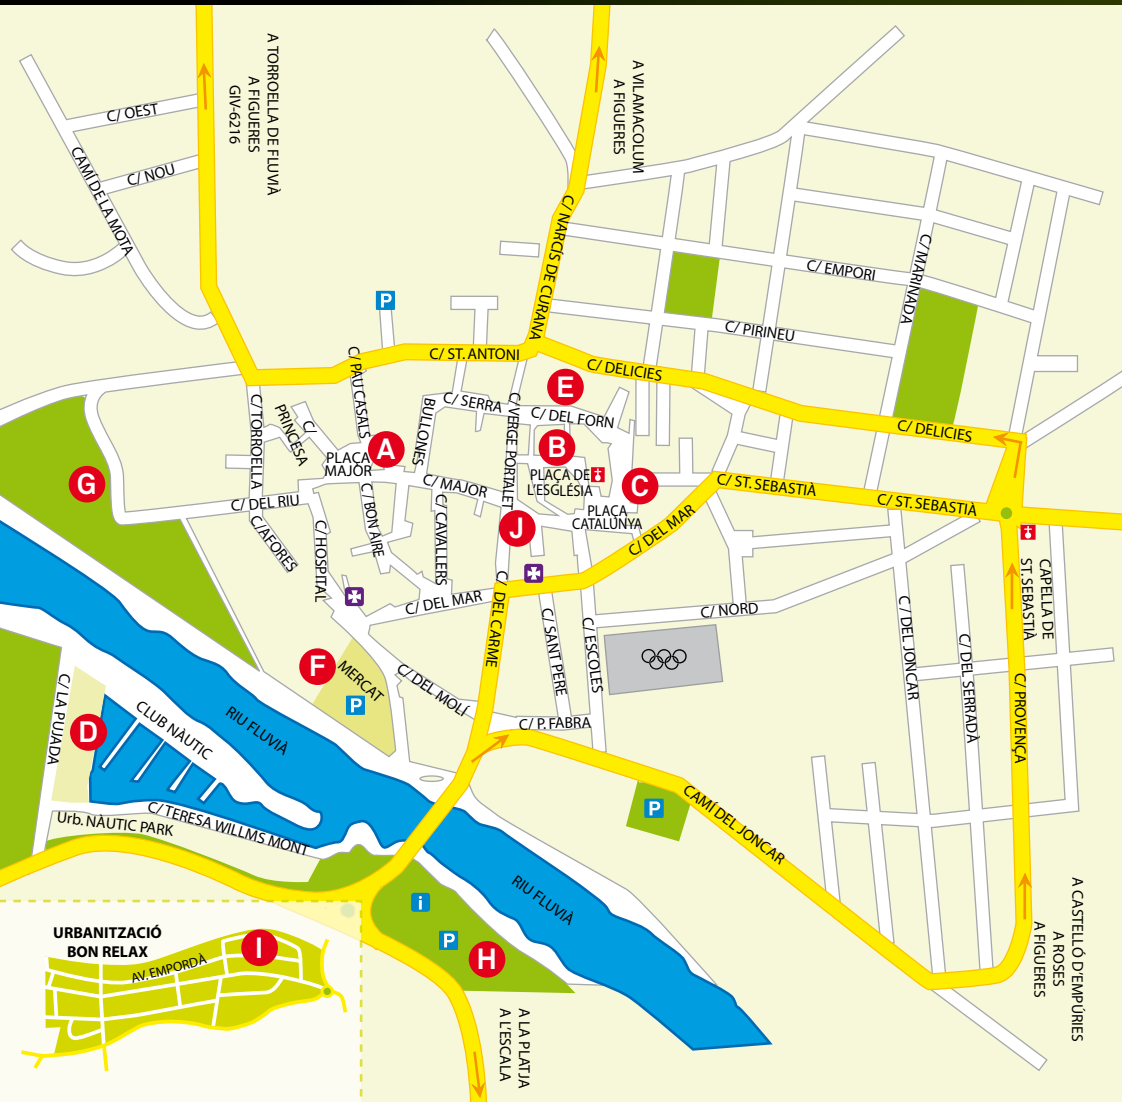 A TORROELLA DE FLUVIÀ
A FIGUERES
GIV-6216
A VILAMACOLUM
A FIGUERES
C/ OEST
C/ NOU
CAMÍ DE LA MOTA
C/ NARCÍS DE CURANA
C/ EMPORI
C/ MARINADA
C/ PIRINEU
P
C/ ST. ANTONI
C/ DELICIES
C/ DELICIES
C/ PAU CASALS
E
C/ SERRA
C/ DEL FORN
C/ TORROELLA
C/
PRINCESA
BULLONES
C/ VERGE PORTALET
A
B
PLAÇA
MAJOR
PLAÇA DE
L'ESGLÉSIA
C
G
C/ MAJOR
C/ ST. SEBASTIÀ
C/ ST. SEBASTIÀ
C/ DEL RIU
C/ BON AIRE
C/ CAVALLERS
J
PLAÇA
CATALUNYA
C/ DEL MAR
C/ AFORES
C/ HOSPITAL
CAPELLA DE
ST. SEBASTIÀ
C/ DEL MAR
C/ DEL CARME
C/ SANT PERE
C/ ESCOLES
C/ NORD
C/ DEL JONCAR
C/ DEL SERRADÀ
C/ PROVENÇA
F
MERCAT
P
C/ DEL MOLÍ
C/ P. FABRA
C/ LA PUJADA
D
CLUB NÀUTIC
RIU FLUVIÀ
C/ TERESA WILLMS MONT
Urb. NÀUTIC PARK
P
CAMÍ DEL JONCAR
RIU FLUVIÀ
i
P
H
A CASTELLÓ D'EMPÚRIES
A ROSES
A FIGUERES
URBANITZACIÓ
BON RELAX
I
AV. EMPORDÀ
A LA PLATJA
A L'ESCALA